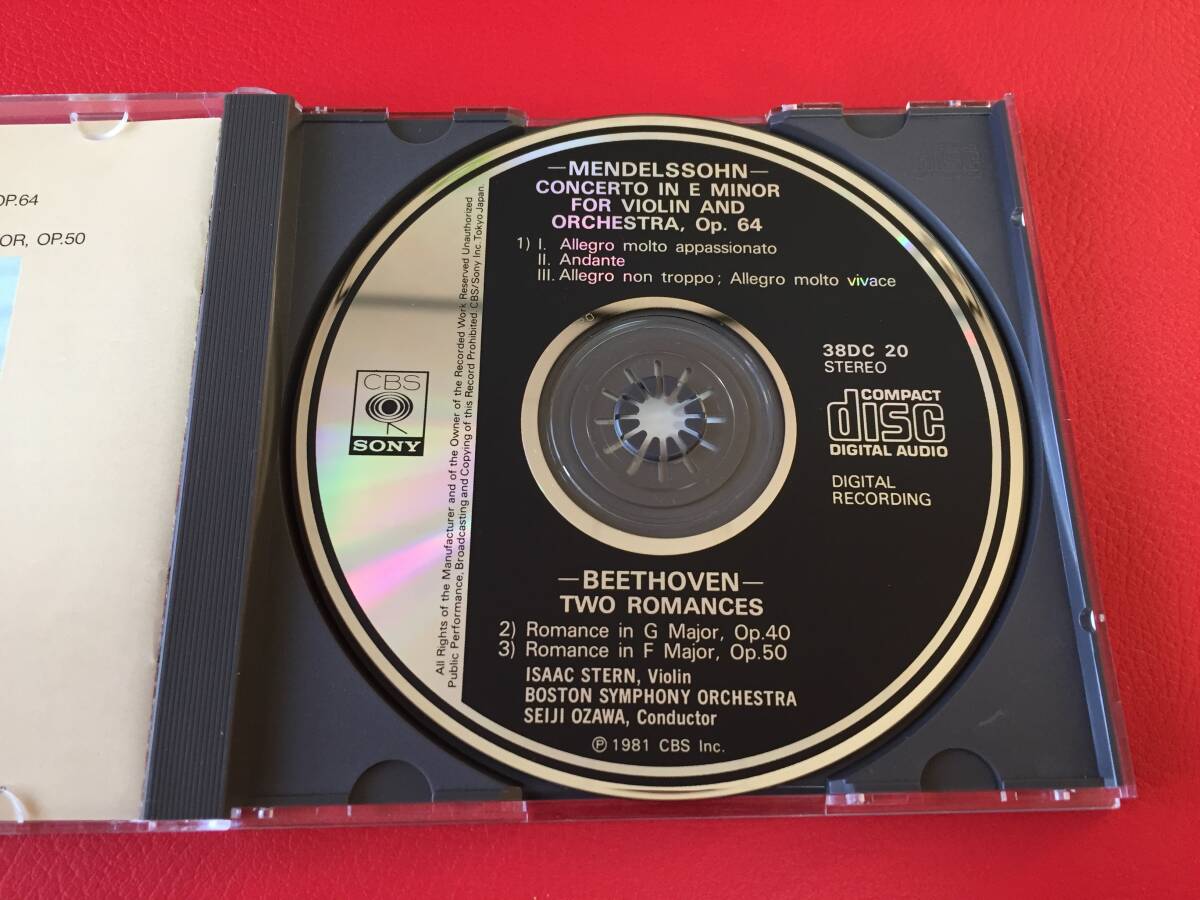 OP.64
OR, OP.50
—MENDELSSOHN—
CONCERTO IN E MINOR
FOR VIOLIN AND
ORCHESTRA, Op. 64
1) I. Allegro molto appassionato
II. Andante
III. Allegro non troppo; Allegro molto vivace
38DC 20
STEREO
COMPACT
disc
DIGITAL AUDIO
DIGITAL
RECORDING
CBS
SONY
All Rights of the Manufacturer and of the Owner of the Recorded Work Reserved Unauthorized
Public Performance, Broadcasting and Copying of this Record Prohibited. CBS/Sony Inc. Tokyo Japan.
—BEETHOVEN—
TWO ROMANCES
2) Romance in G Major, Op.40
3) Romance in F Major, Op.50
ISAAC STERN, Violin
BOSTON SYMPHONY ORCHESTRA
SEIJI OZAWA, Conductor
Ⓟ 1981 CBS Inc.